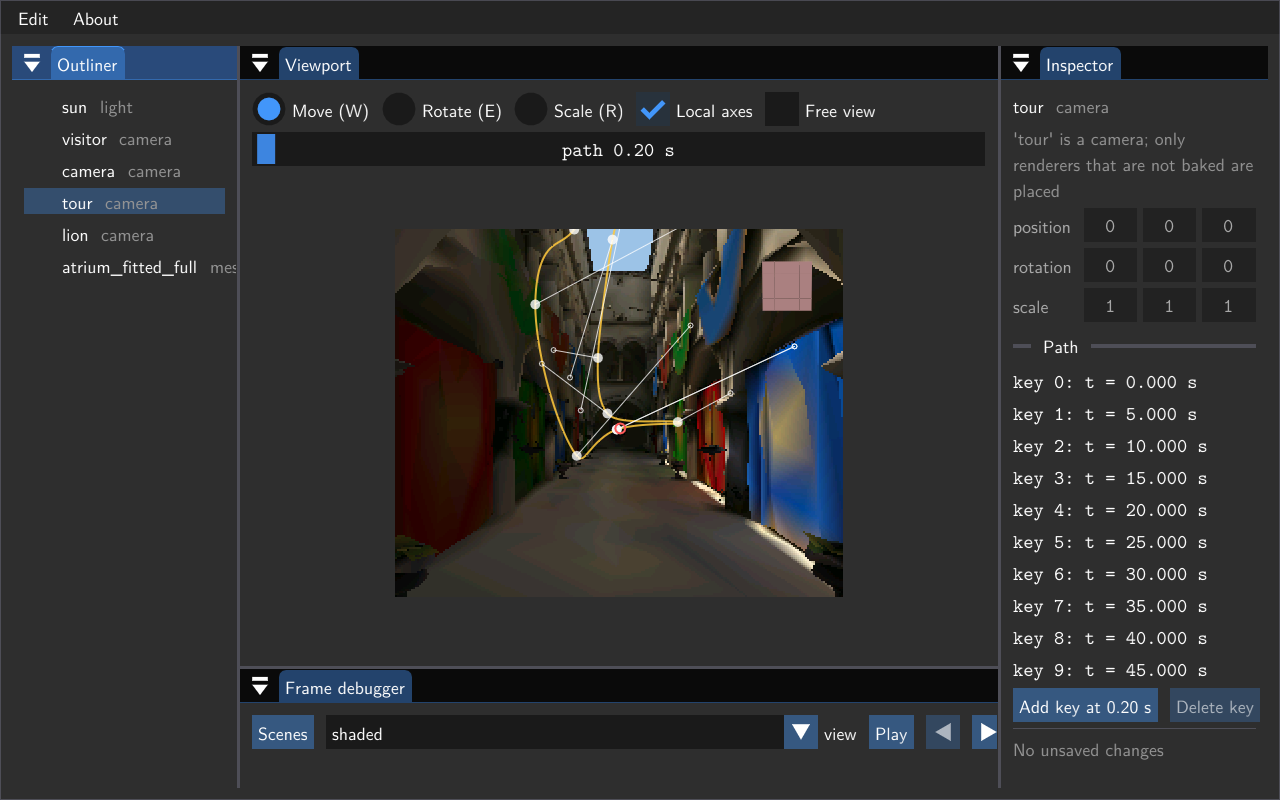 Edit About
Outliner
sun light
visitor camera
camera camera
tour camera
lion camera
atrium_fitted_full mes
Viewport
Move (W) Rotate (E) Scale (R) Local axes Free view
path 0.20 s
Frame debugger
Scenes shaded view Play
Inspector
tour camera
'tour' is a camera; only
renderers that are not baked are
placed
position 0 0 0
rotation 0 0 0
scale 1 1 1
Path
key 0: t = 0.000 s
key 1: t = 5.000 s
key 2: t = 10.000 s
key 3: t = 15.000 s
key 4: t = 20.000 s
key 5: t = 25.000 s
key 6: t = 30.000 s
key 7: t = 35.000 s
key 8: t = 40.000 s
key 9: t = 45.000 s
Add key at 0.20 s Delete key
No unsaved changes